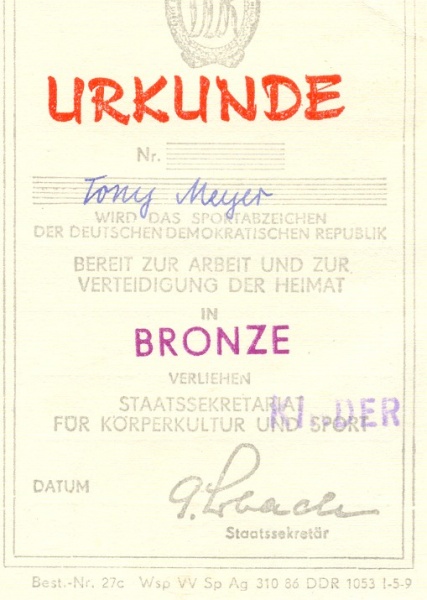 URKUNDE
Nr.
Tony Meyer
WIRD DAS SPORTABZEICHEN
DER DEUTSCHEN DEMOKRATISCHEN REPUBLIK
BEREIT ZUR ARBEIT UND ZUR
VERTEIDIGUNG DER HEIMAT
IN
BRONZE
VERLIEHEN
STAATSSEKRETARIAT
FÜR KÖRPERKULTUR UND SPORT
DATUM
Staatssekretär
Best.-Nr. 27c Wsp VV Sp Ag 310 86 DDR 1053 I-5-9